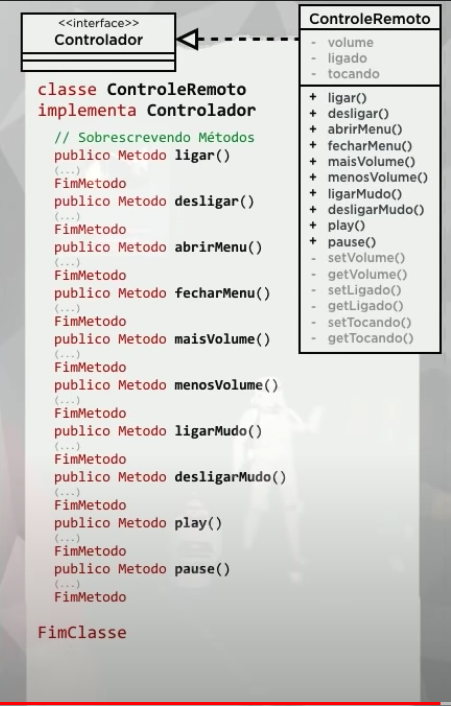 <<interface>>
Controlador
ControleRemoto
- volume
- ligado
- tocando
+ ligar()
+ desligar()
+ abrirMenu()
+ fecharMenu()
+ maisVolume()
+ menosVolume()
+ ligarMudo()
+ desligarMudo()
+ play()
+ pause()
- setVolume()
- getVolume()
- setLigado()
- getLigado()
- setTocando()
- getTocando()
classe ControleRemoto
implementa Controlador
// Sobrescrevendo Métodos
publico Metodo ligar()
(...)
FimMetodo
publico Metodo desligar()
(...)
FimMetodo
publico Metodo abrirMenu()
(...)
FimMetodo
publico Metodo fecharMenu()
(...)
FimMetodo
publico Metodo maisVolume()
(...)
FimMetodo
publico Metodo menosVolume()
(...)
FimMetodo
publico Metodo ligarMudo()
(...)
FimMetodo
publico Metodo desligarMudo()
(...)
FimMetodo
publico Metodo play()
(...)
FimMetodo
publico Metodo pause()
(...)
FimMetodo
FimClasse